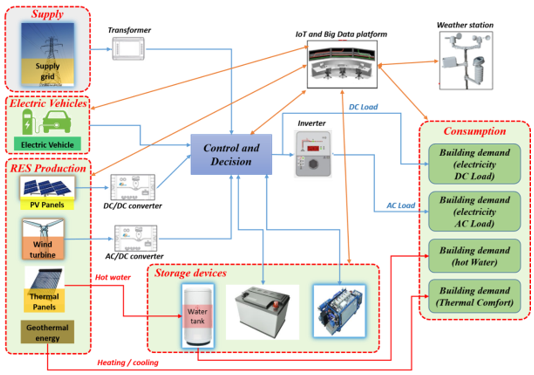 Supply
Supply
grid
Transformer
IoT and Big Data platform
Weather station
Electric Vehicles
Electric Vehicle
RES Production
PV Panels
DC/DC converter
Wind
turbine
AC/DC converter
Thermal
Panels
Geothermal
energy
Control and
Decision
Inverter
DC Load
AC Load
Hot water
Heating / cooling
Storage devices
Water
tank
Consumption
Building demand
(electricity
DC Load)
Building demand
(electricity
AC Load)
Building demand
(hot Water)
Building demand
(Thermal Comfort)